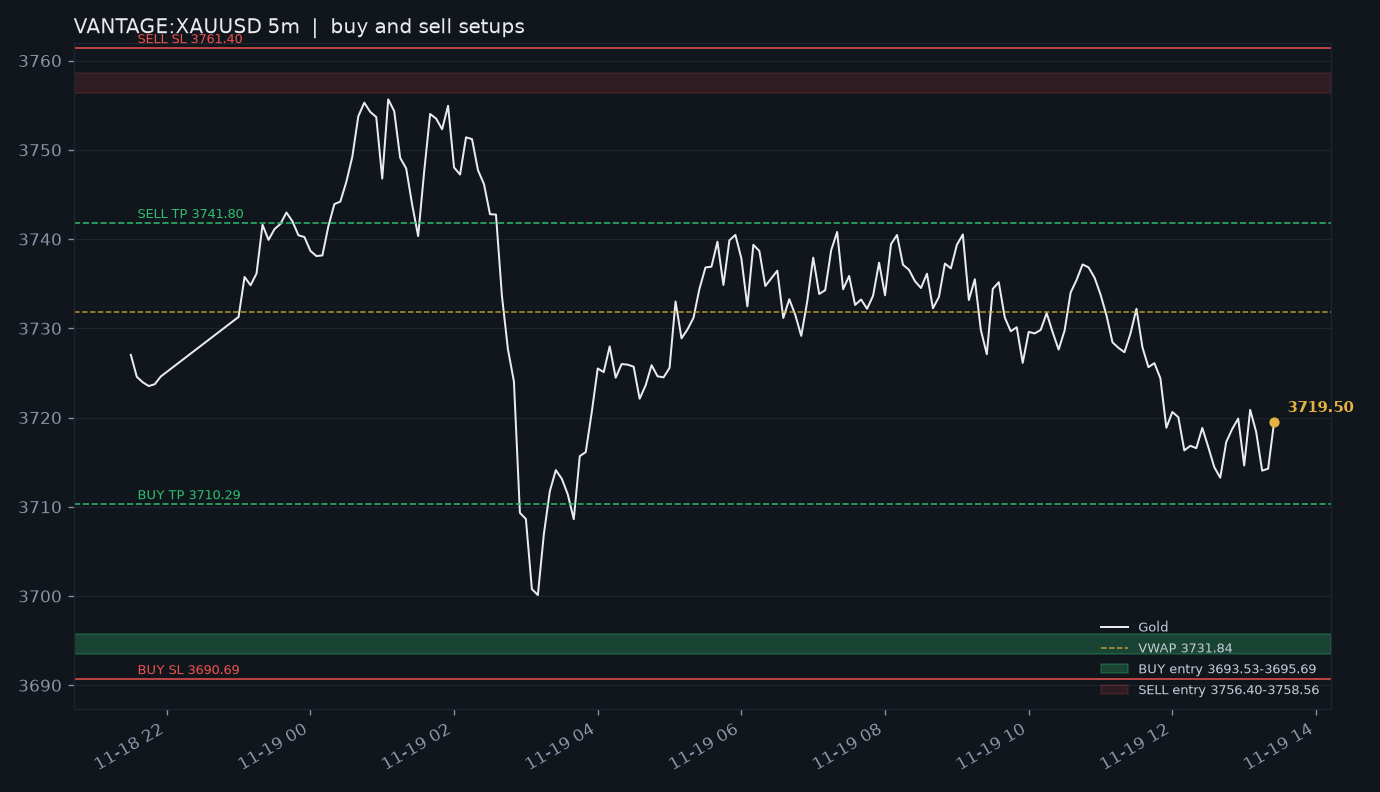 VANTAGE:XAUUSD 5m | buy and sell setups
SELL SL 3761.40
3760
3750
SELL TP 3741.80
3740
3730
3720
3719.50
BUY TP 3710.29
3710
3700
BUY SL 3690.69
3690
Gold
VWAP 3731.84
BUY entry 3693.53-3695.69
SELL entry 3756.40-3758.56
11-18 22
11-19 00
11-19 02
11-19 04
11-19 06
11-19 08
11-19 10
11-19 12
11-19 14